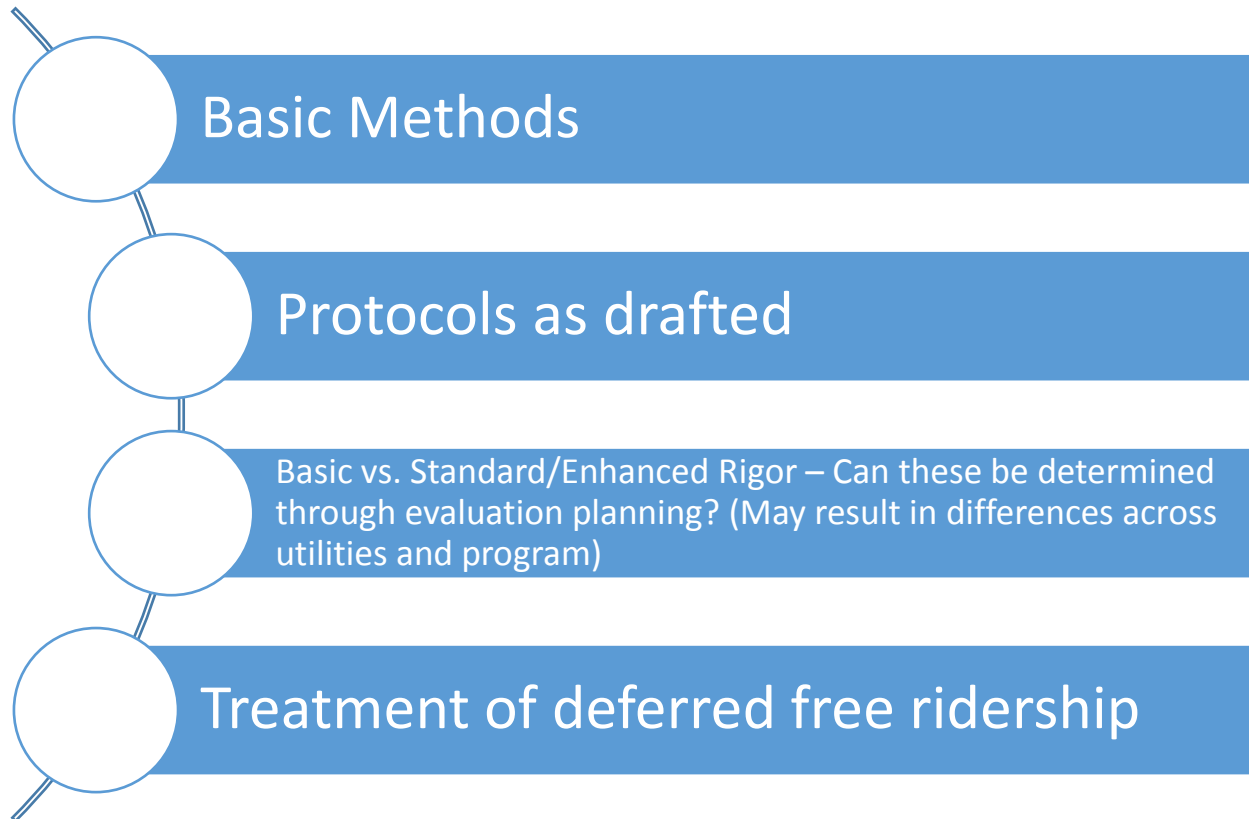 Basic Methods
Protocols as drafted
Basic vs. Standard/Enhanced Rigor – Can these be determined
through evaluation planning? (May result in differences across
utilities and program)
Treatment of deferred free ridership